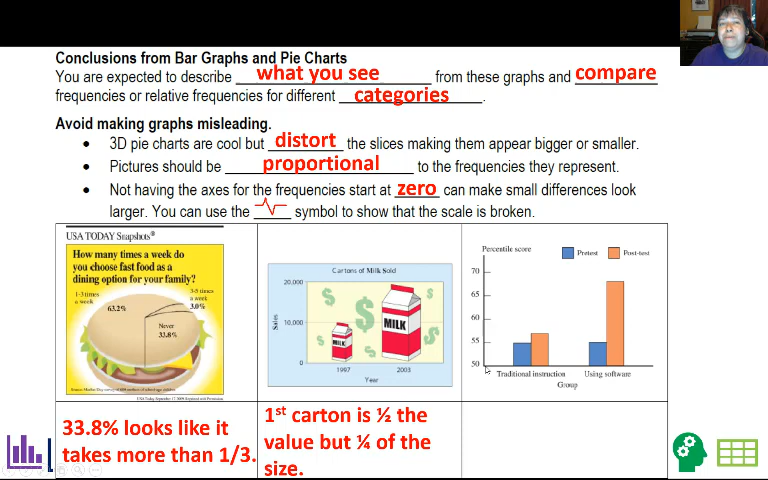 Conclusions from Bar Graphs and Pie Charts
You are expected to describe what you see from these graphs and compare
frequencies or relative frequencies for different categories.
Avoid making graphs misleading.
• 3D pie charts are cool but distort the slices making them appear bigger or smaller.
• Pictures should be proportional to the frequencies they represent.
• Not having the axes for the frequencies start at zero can make small differences look
larger. You can use the symbol to show that the scale is broken.
USA TODAY Snapshots®
How many times a week do
you choose fast food as a
dining option for your family?
1–3 times
a week
63.2%
3-5 times
a week
3.0%
Never
33.8%
Cartons of Milk Sold
20,000
10,000
0
Sales
MILK
MILK
1997
2003
Year
Percentile score
Pretest
Post-test
70
65
60
55
50
Traditional instruction
Using software
Group
33.8% looks like it
takes more than 1/3.
1st carton is ½ the
value but ¼ of the
size.